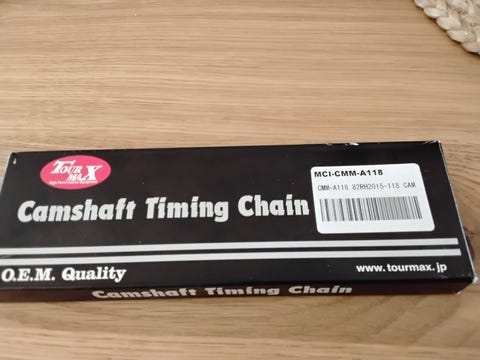 TOUR
MAX
High Performance Equipment
MCI-CMM-A118
CMM-A118 82RH2015-118 CAM
Camshaft Timing Chain
O.E.M. Quality
www.tourmax.jp
Camshaft Timing Chain